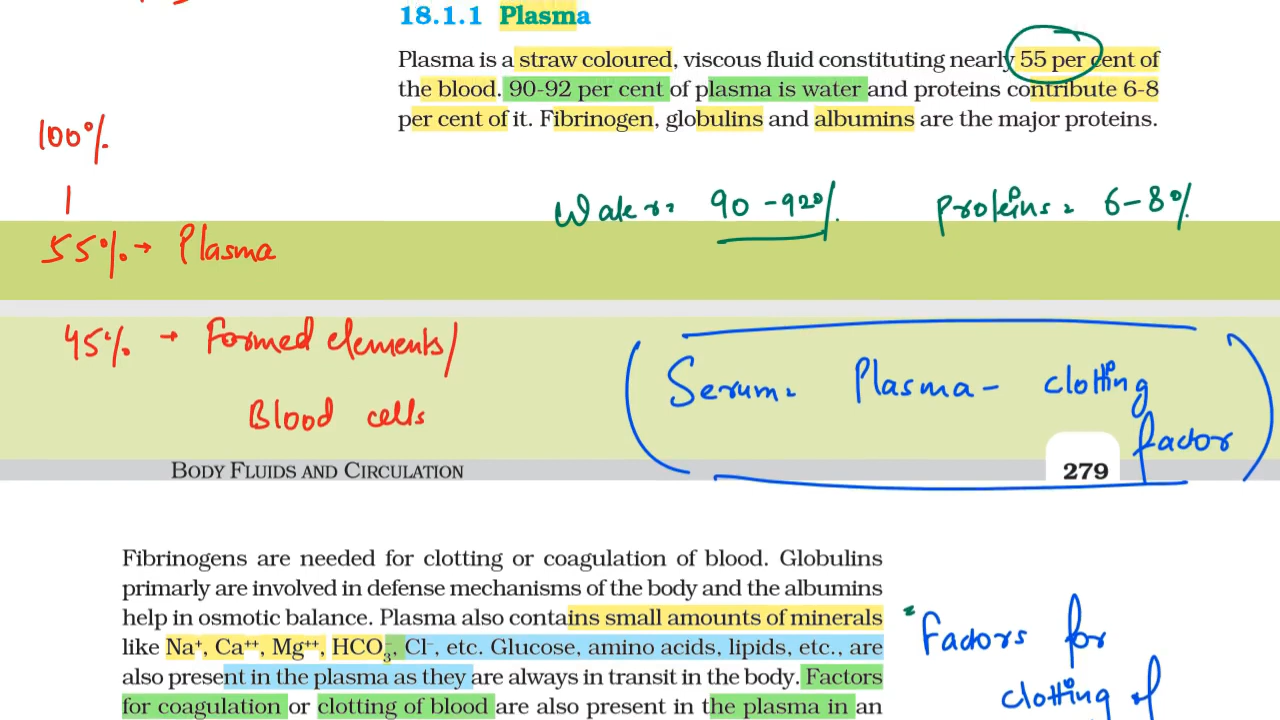 18.1.1 Plasma
Plasma is a straw coloured, viscous fluid constituting nearly 55 per cent of
the blood. 90-92 per cent of plasma is water and proteins contribute 6-8
per cent of it. Fibrinogen, globulins and albumins are the major proteins.
100%
Water = 90-92% Proteins = 6-8%
55% → Plasma
45% → Formed elements/
Blood cells
Serum = Plasma - clotting
factor
BODY FLUIDS AND CIRCULATION 279
Fibrinogens are needed for clotting or coagulation of blood. Globulins
primarly are involved in defense mechanisms of the body and the albumins
help in osmotic balance. Plasma also contains small amounts of minerals
like Na⁺, Ca⁺⁺, Mg⁺⁺, HCO₃⁻, Cl⁻, etc. Glucose, amino acids, lipids, etc., are
also present in the plasma as they are always in transit in the body. Factors
for coagulation or clotting of blood are also present in the plasma in an
Factors for
clotting of